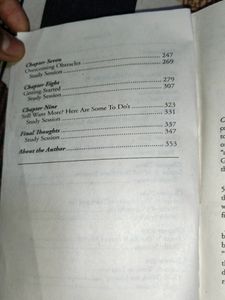 Chapter Seven
Overcoming Obstacles 247
Study Session 269
Chapter Eight
Getting Started 279
Study Session 307
Chapter Nine
Still Want More? Here Are Some To Do's 323
Study Session 331
Final Thoughts 337
Study Session 347
About the Author 353